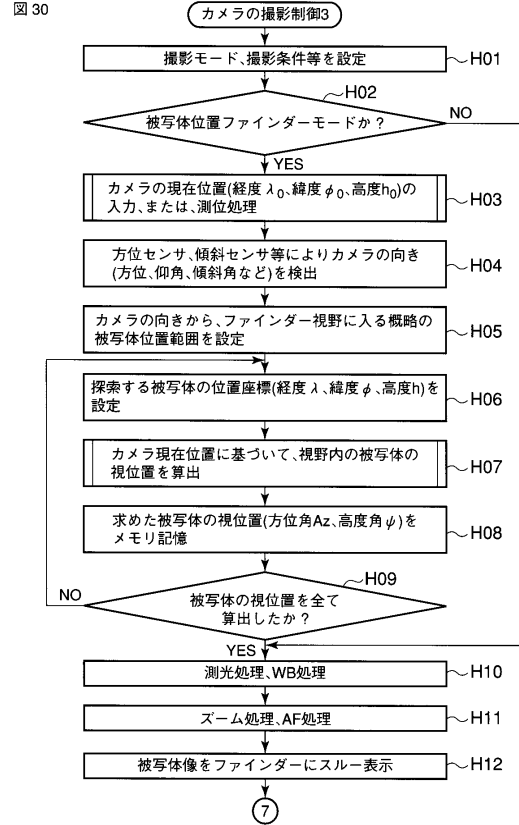 図 30
カメラの撮影制御3
撮影モード、撮影条件等を設定
H01
H02
被写体位置ファインダーモードか？
NO
YES
カメラの現在位置(経度λ0、緯度φ0、高度h0)の
入力、または、測位処理
H03
方位センサ、傾斜センサ等によりカメラの向き
(方位、仰角、傾斜角など)を検出
H04
カメラの向きから、ファインダー視野に入る概略の
被写体位置範囲を設定
H05
探索する被写体の位置座標(経度λ、緯度φ、高度h)を
設定
H06
カメラ現在位置に基づいて、視野内の被写体の
視位置を算出
H07
求めた被写体の視位置(方位角Az、高度角ψ)を
メモリ記憶
H08
H09
NO
被写体の視位置を全て
算出したか？
YES
測光処理、WB処理
H10
ズーム処理、AF処理
H11
被写体像をファインダーにスルー表示
H12
7